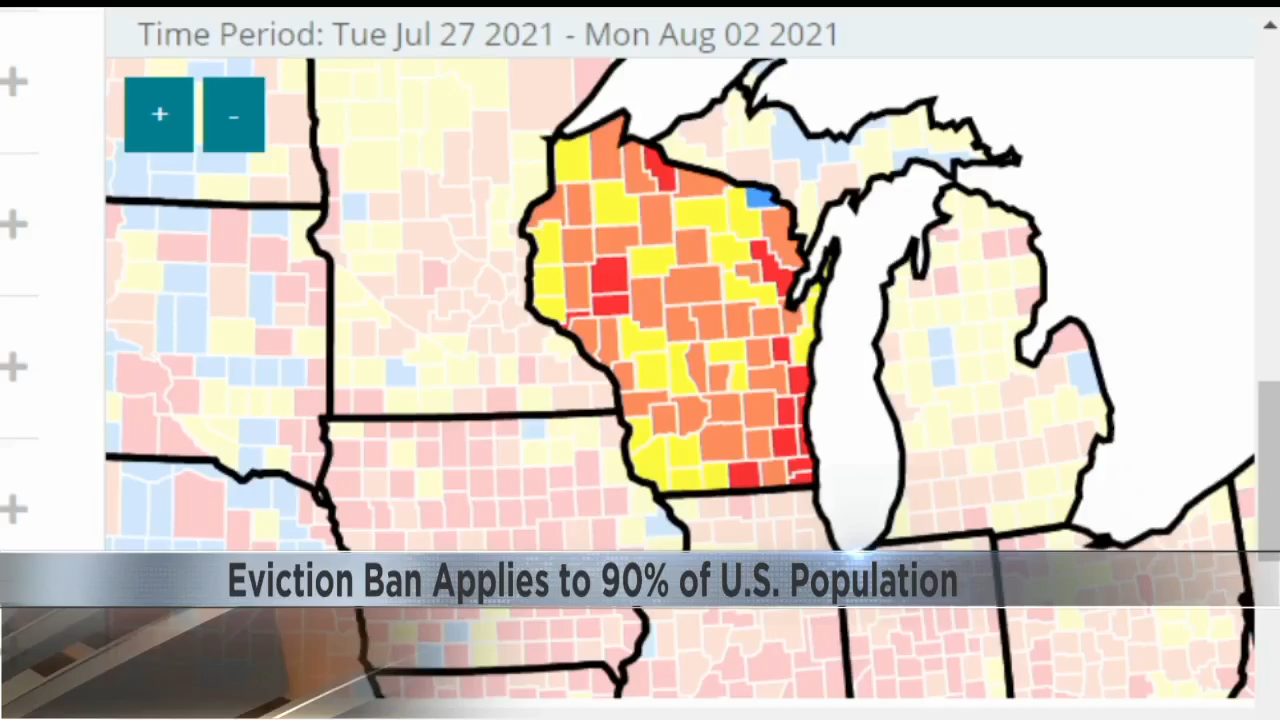 Time Period: Tue Jul 27 2021 - Mon Aug 02 2021
+ -
+
+
+
+
Eviction Ban Applies to 90% of U.S. Population